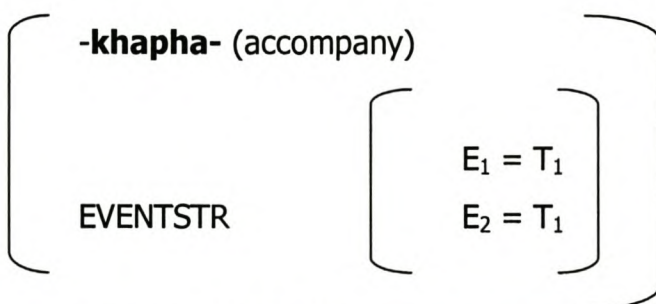 -khapha- (accompany)
E₁ = T₁
EVENTSTR E₂ = T₁